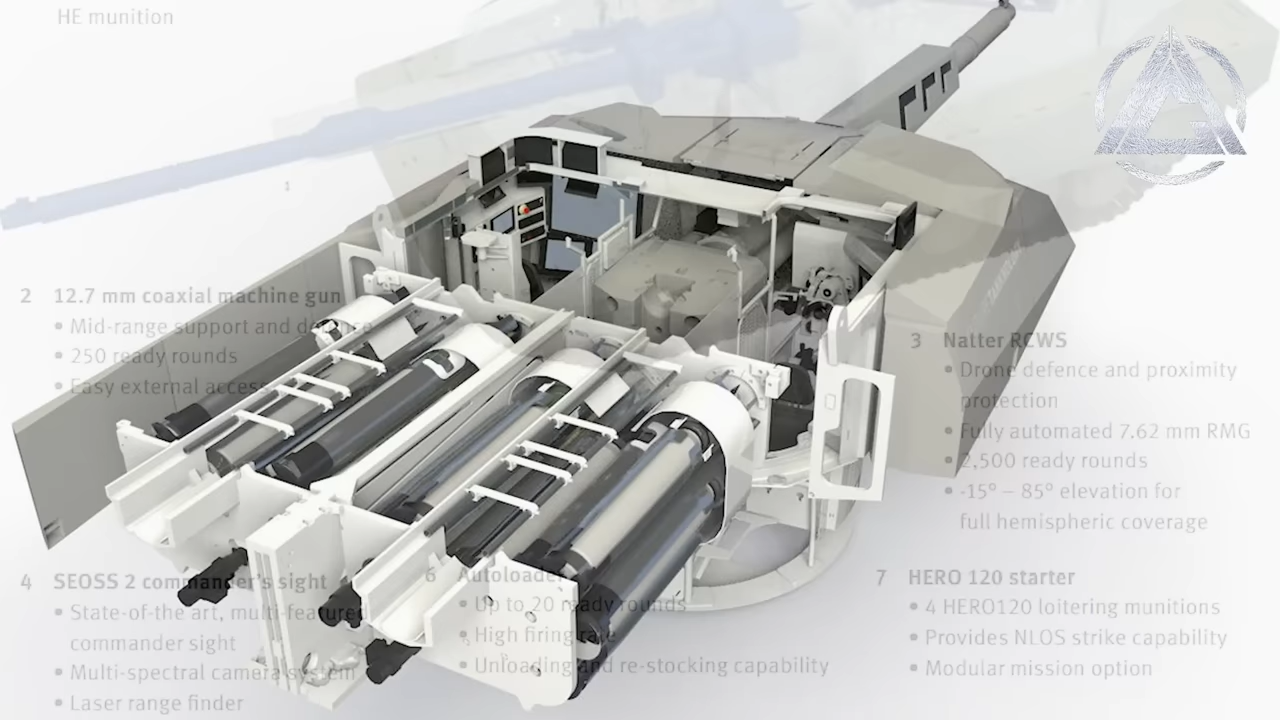 HE munition
2 12.7 mm coaxial machine gun
• Mid-range support and defence
• 250 ready rounds
• Easy external access
3 Natter RCWS
• Drone defence and proximity
protection
• Fully automated 7.62 mm RMG
• 2,500 ready rounds
• -15° – 85° elevation for
full hemispheric coverage
4 SEOSS 2 commander's sight
• State-of-the art, multi-featured
commander sight
• Multi-spectral camera system
• Laser range finder
6 Autoloader
• Up to 20 ready rounds
• High firing rate
• Unloading and re-stocking capability
7 HERO 120 starter
• 4 HERO120 loitering munitions
• Provides NLOS strike capability
• Modular mission option